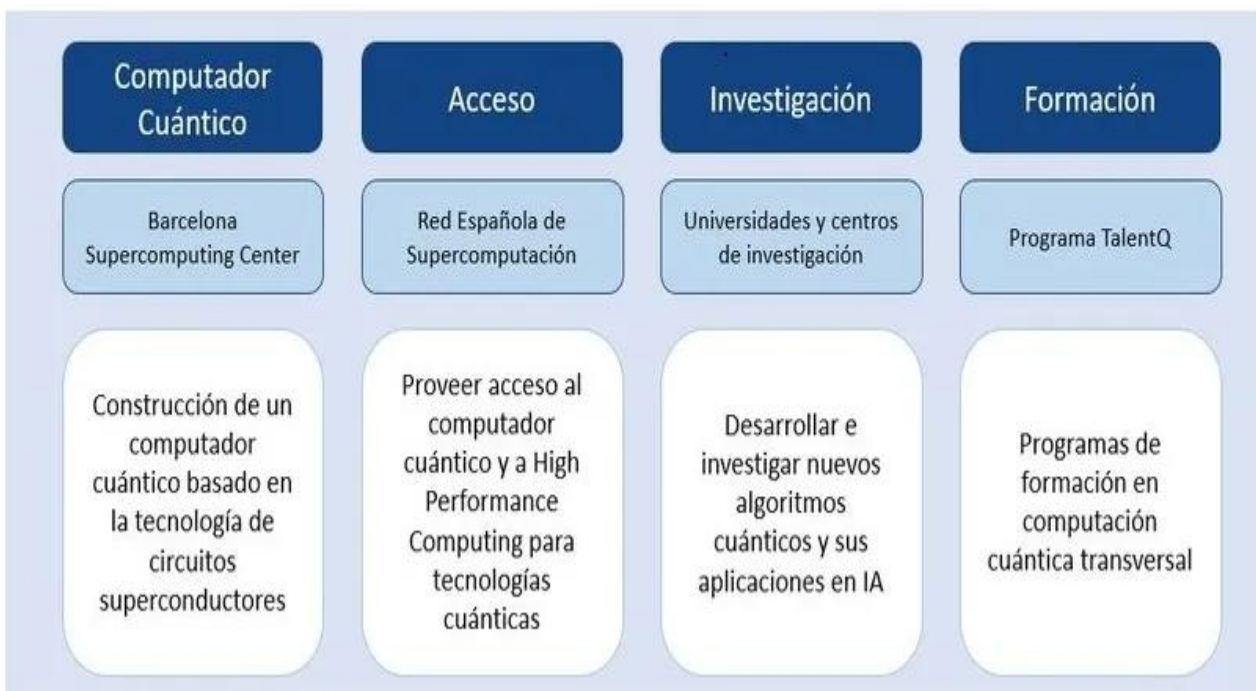 Computador
Cuántico
Acceso
Investigación
Formación
Barcelona
Supercomputing Center
Red Española de
Supercomputación
Universidades y centros
de investigación
Programa TalentQ
Construcción de un
computador
cuántico basado en
la tecnología de
circuitos
superconductores
Proveer acceso al
computador
cuántico y a High
Performance
Computing para
tecnologías
cuánticas
Desarrollar e
investigar nuevos
algoritmos
cuánticos y sus
aplicaciones en IA
Programas de
formación en
computación
cuántica transversal